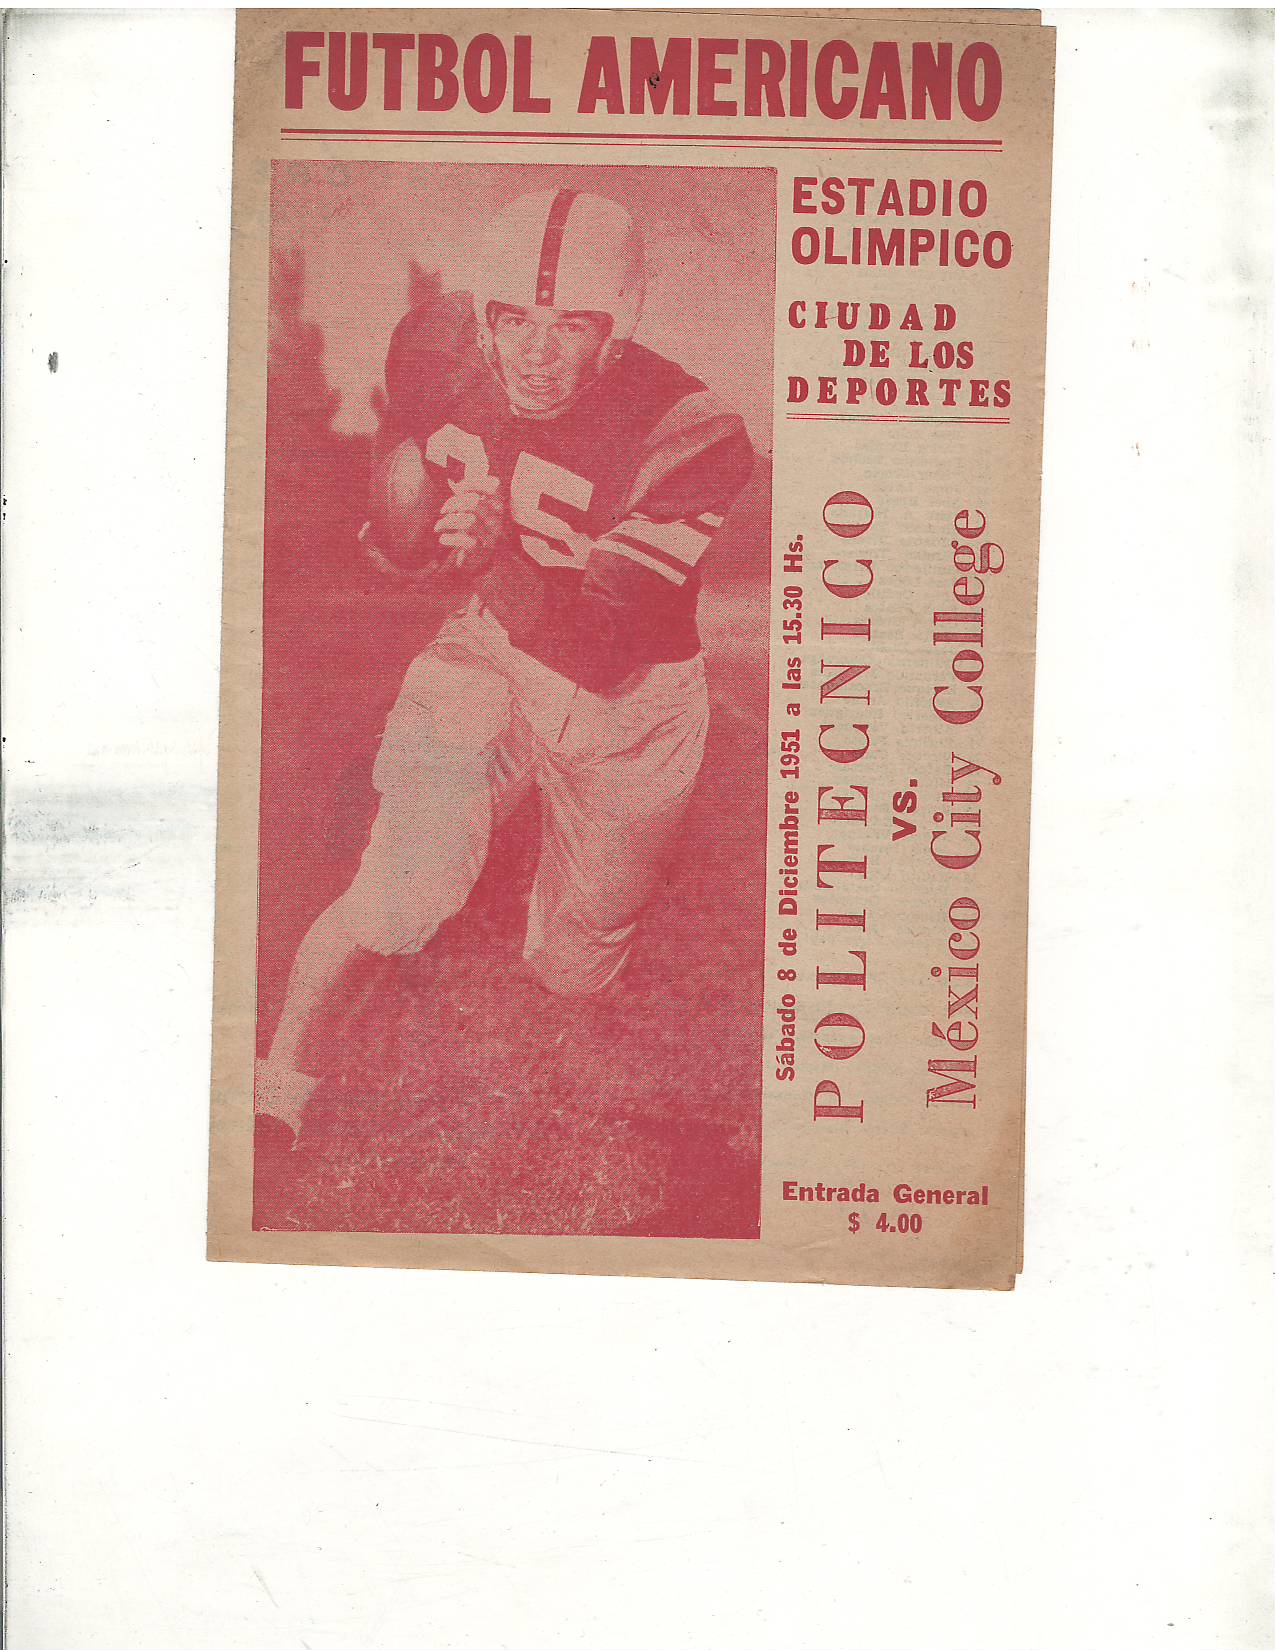 FUTBOL AMERICANO
ESTADIO
OLIMPICO
CIUDAD
DE LOS
DEPORTES
35
Sábado 8 de Diciembre 1951 a las 15.30 Hs.
POLITECNICO
vs.
México City College
Entrada General
$ 4.00